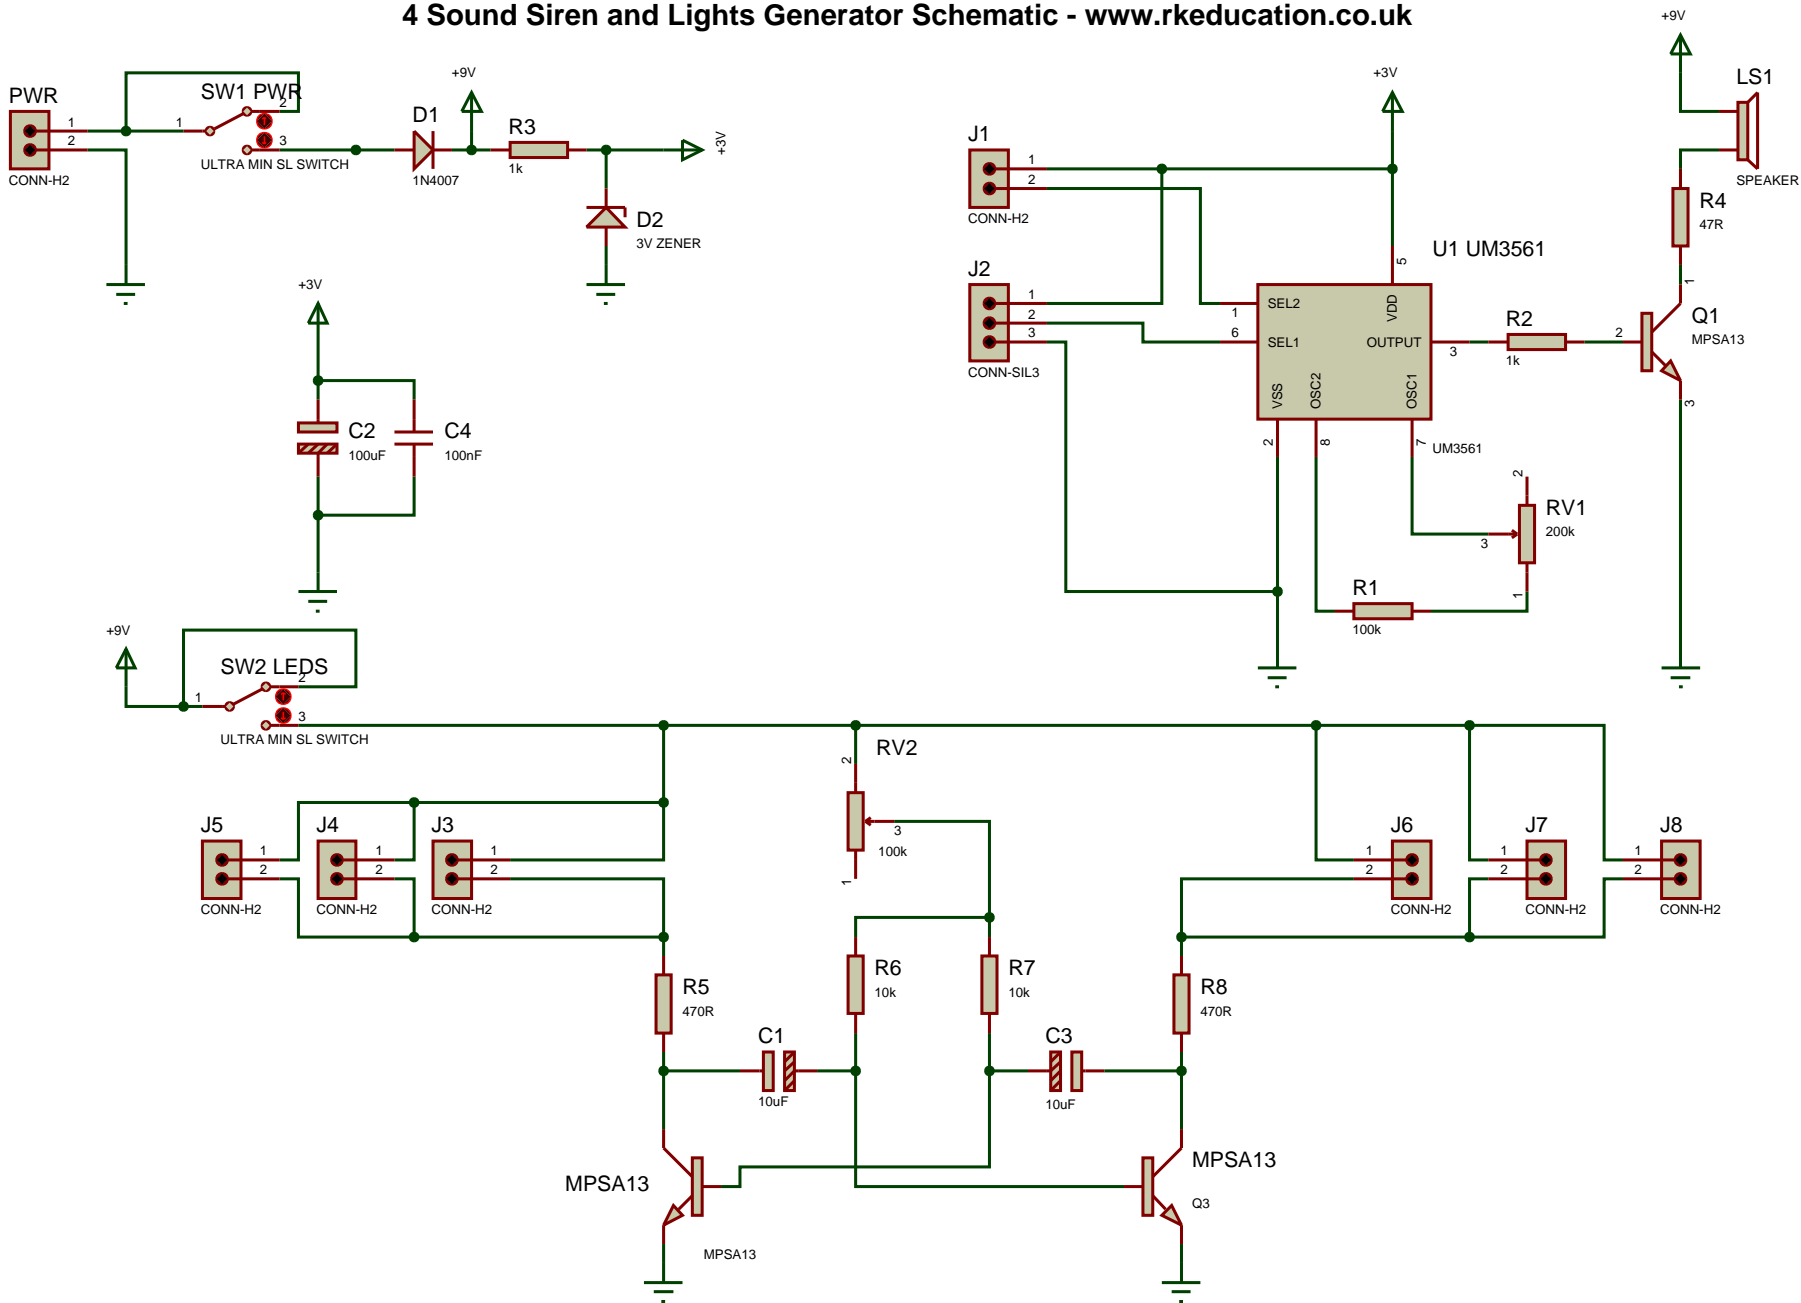 4 Sound Siren and Lights Generator Schematic - www.rkeducation.co.uk
PWR
1
2
CONN-H2
SW1 PWR
1
2
3
ULTRA MIN SL SWITCH
D1
1N4007
+9V
R3
1k
+3V
D2
3V ZENER
+3V
C2
100uF
C4
100nF
J1
1
2
CONN-H2
J2
1
2
3
CONN-SIL3
+3V
U1 UM3561
5
VDD
SEL2
1
SEL1
6
OUTPUT
3
VSS
2
OSC2
8
OSC1
7
UM3561
R2
1k
+9V
LS1
SPEAKER
R4
47R
Q1
MPSA13
1
2
3
RV1
200k
2
3
1
R1
100k
+9V
SW2 LEDS
1
2
3
ULTRA MIN SL SWITCH
J5
1
2
CONN-H2
J4
1
2
CONN-H2
J3
1
2
CONN-H2
RV2
2
3
100k
1
J6
1
2
CONN-H2
J7
1
2
CONN-H2
J8
1
2
CONN-H2
R5
470R
R6
10k
R7
10k
R8
470R
C1
10uF
C3
10uF
MPSA13
MPSA13
MPSA13
Q3